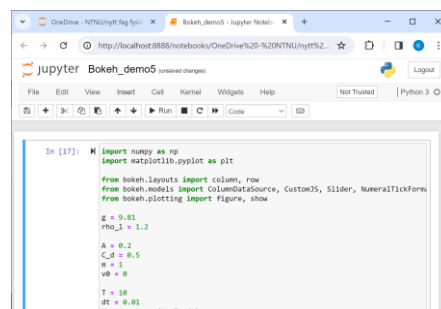 OneDrive - NTNU/nytt fag fysi Bokeh_demo5 - Jupyter Noteb
http://localhost:8888/notebooks/OneDrive%20-%20NTNU/nytt%2...
jupyter Bokeh_demo5 (unsaved changes) Logout
File Edit View Insert Cell Kernel Widgets Help Not Trusted Python 3
Run Code
In [17]: import numpy as np
import matplotlib.pyplot as plt
from bokeh.layouts import column, row
from bokeh.models import ColumnDataSource, CustomJS, Slider, NumeralTickForma
from bokeh.plotting import figure, show
g = 9.81
rho_l = 1.2
A = 0.2
C_d = 0.5
m = 1
v0 = 0
T = 10
dt = 0.01